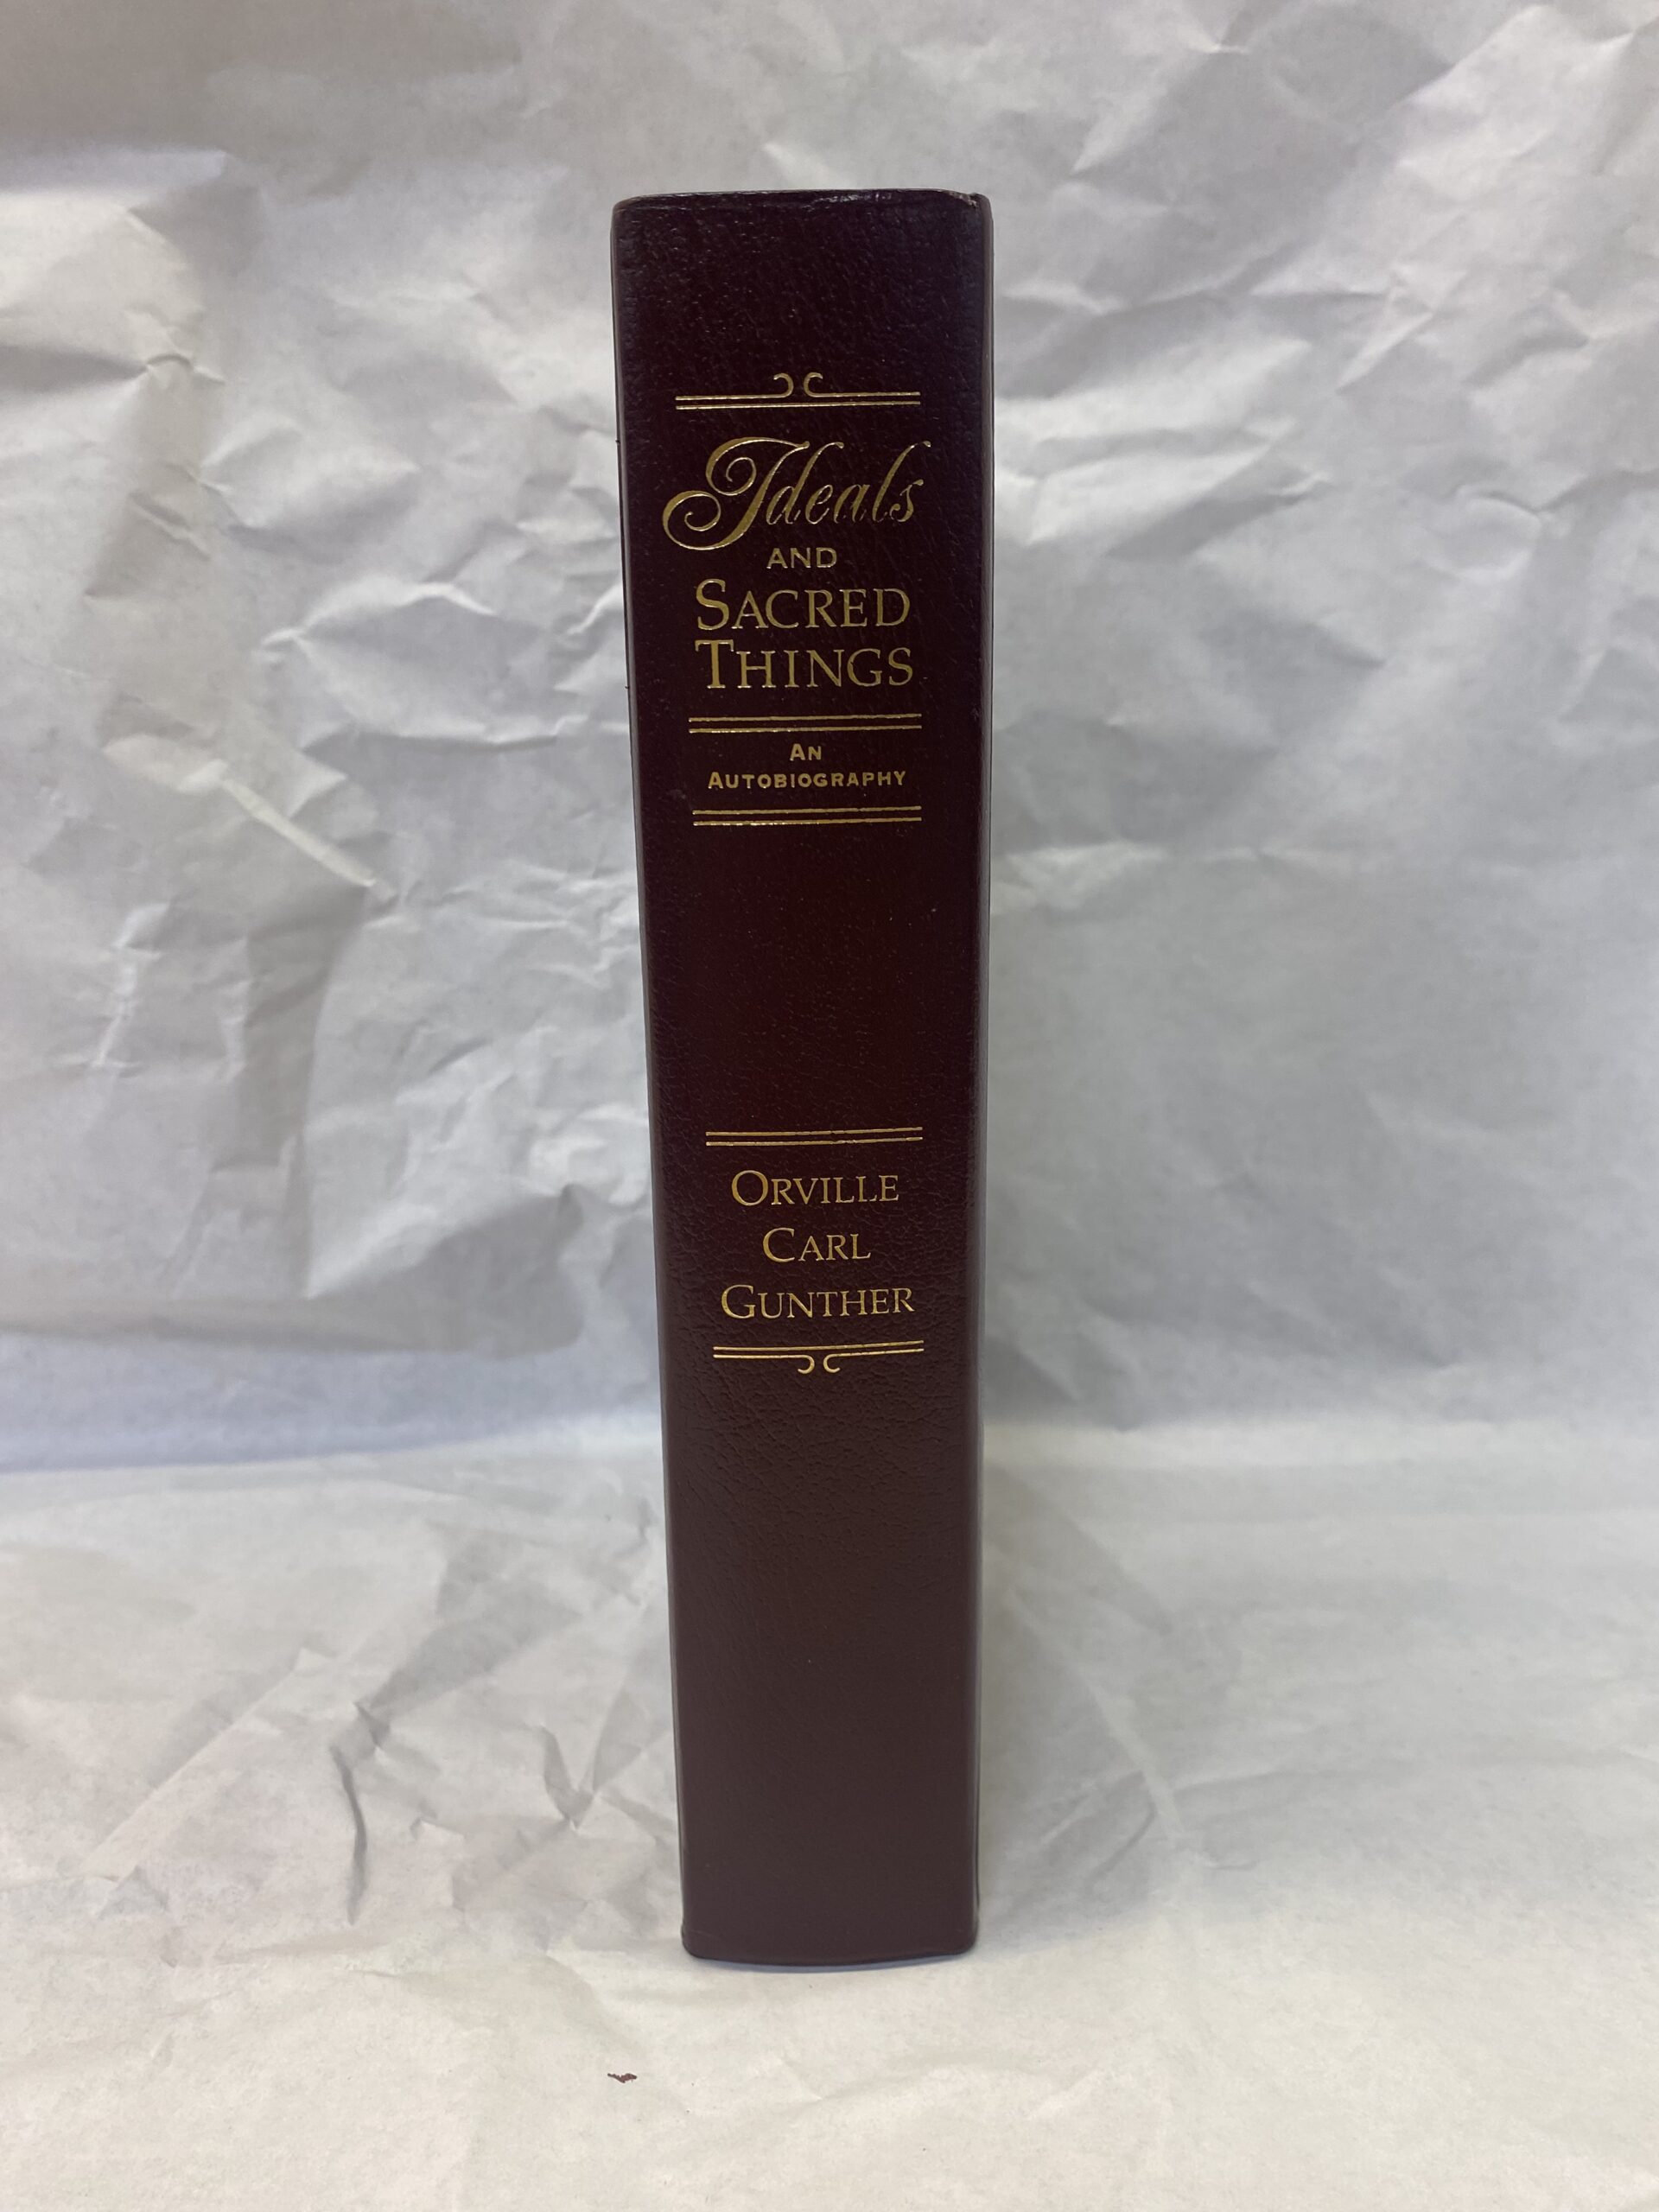 Ideals
AND
SACRED
THINGS
AN
AUTOBIOGRAPHY
ORVILLE
CARL
GUNTHER